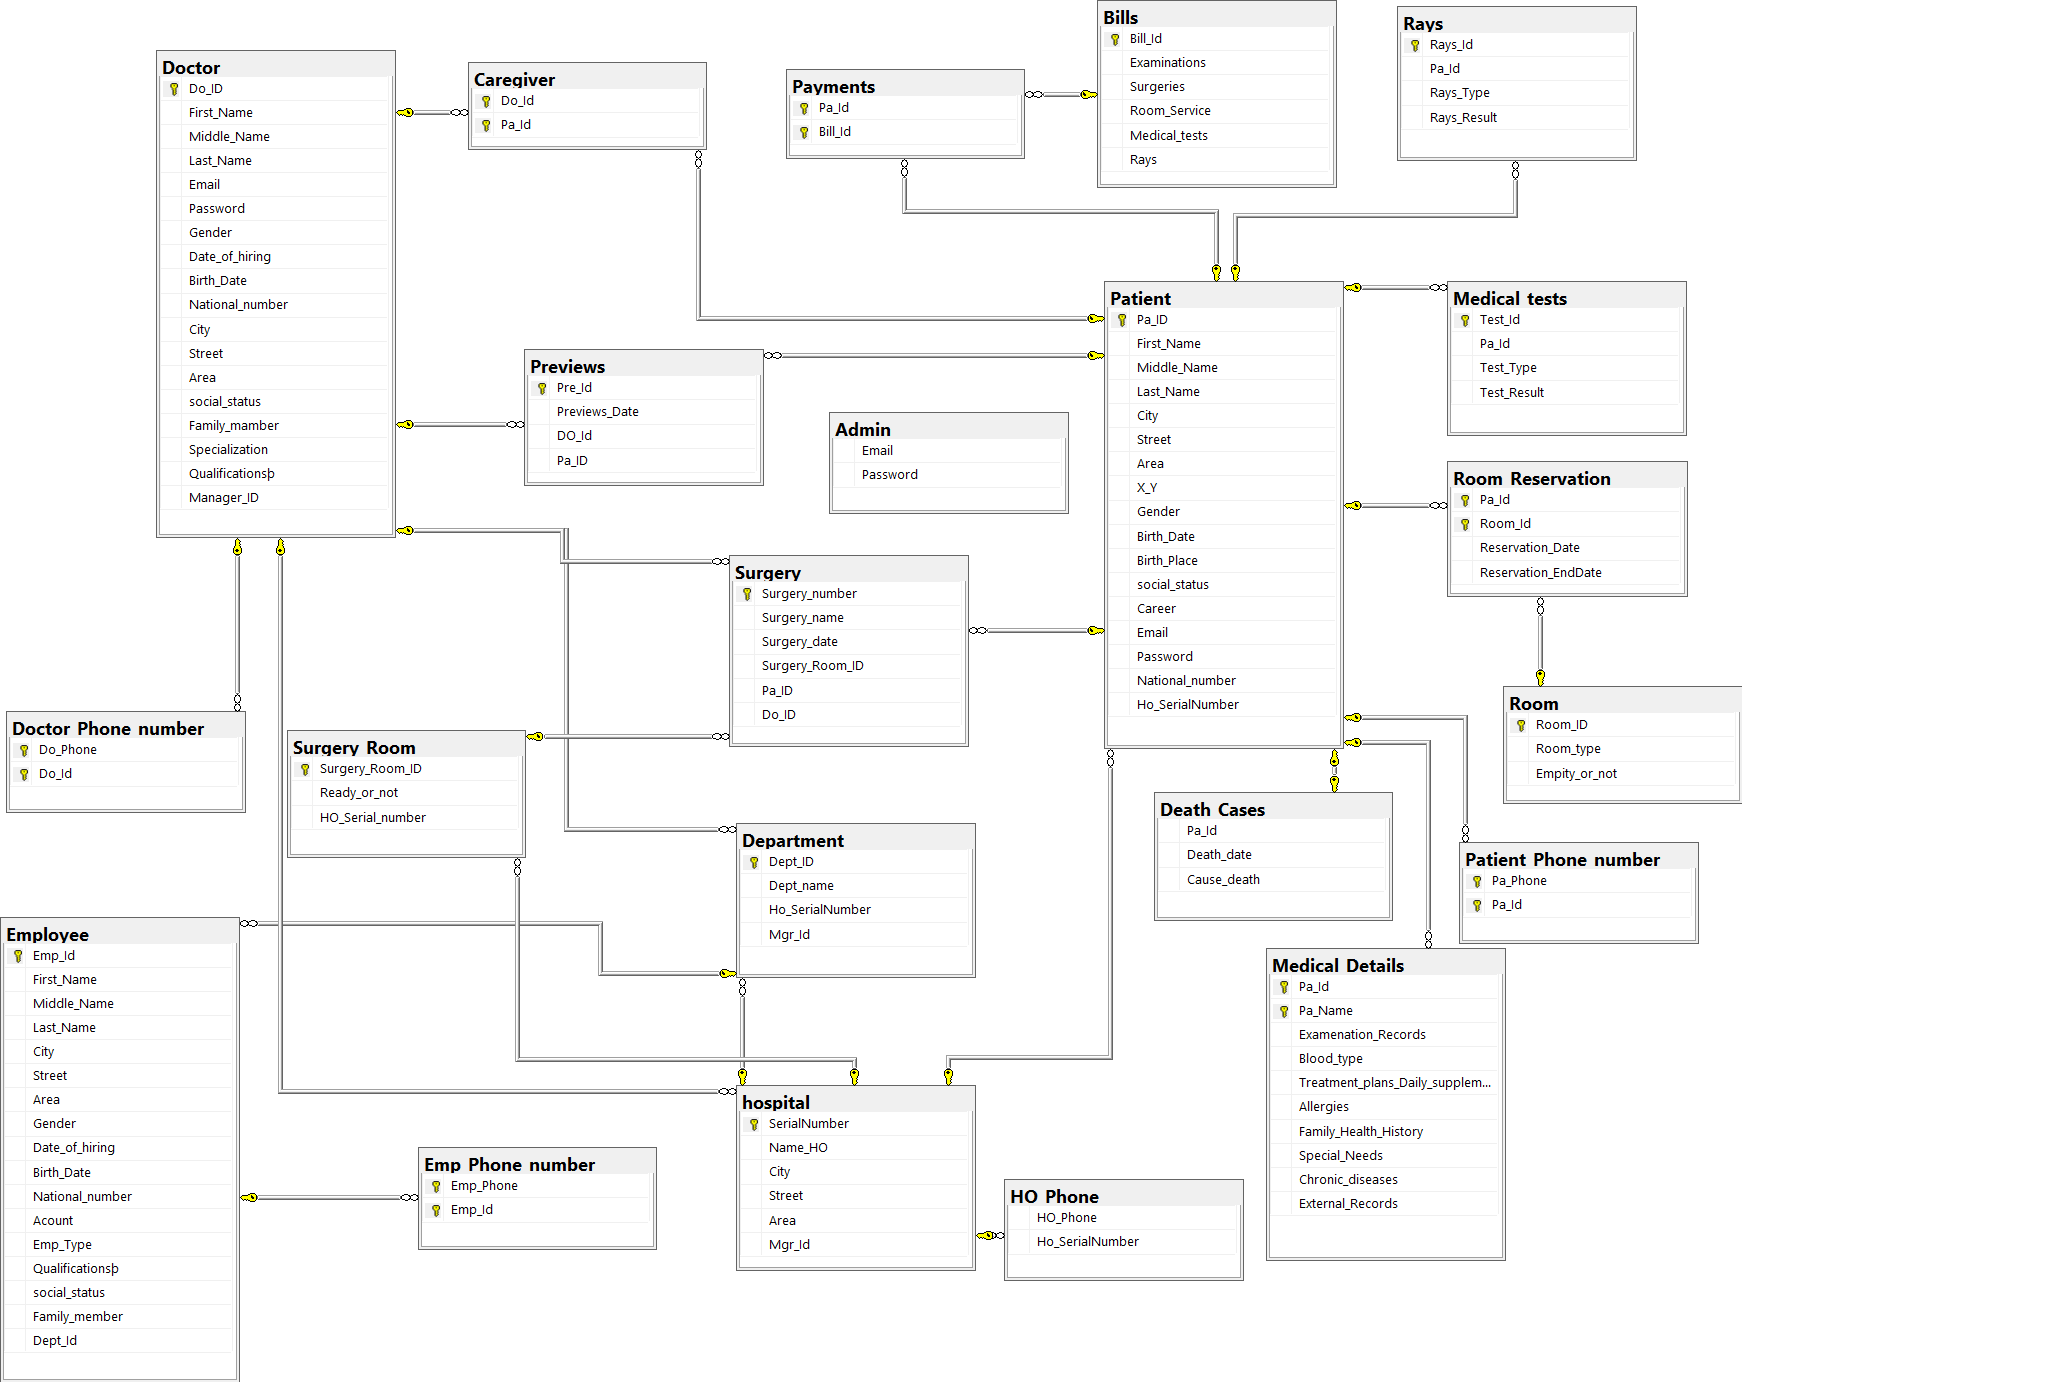 Doctor
Do_ID
First_Name
Middle_Name
Last_Name
Email
Password
Gender
Date_of_hiring
Birth_Date
National_number
City
Street
Area
social_status
Family_mamber
Specialization
Qualificationsþ
Manager_ID
Caregiver
Do_Id
Pa_Id
Payments
Pa_Id
Bill_Id
Bills
Bill_Id
Examinations
Surgeries
Room_Service
Medical_tests
Rays
Rays
Rays_Id
Pa_Id
Rays_Type
Rays_Result
Patient
Pa_ID
First_Name
Middle_Name
Last_Name
City
Street
Area
X_Y
Gender
Birth_Date
Birth_Place
social_status
Career
Email
Password
National_number
Ho_SerialNumber
Medical tests
Test_Id
Pa_Id
Test_Type
Test_Result
Previews
Pre_Id
Previews_Date
DO_Id
Pa_ID
Admin
Email
Password
Room Reservation
Pa_Id
Room_Id
Reservation_Date
Reservation_EndDate
Surgery
Surgery_number
Surgery_name
Surgery_date
Surgery_Room_ID
Pa_ID
Do_ID
Room
Room_ID
Room_type
Empity_or_not
Doctor Phone number
Do_Phone
Do_Id
Surgery Room
Surgery_Room_ID
Ready_or_not
HO_Serial_number
Department
Dept_ID
Dept_name
Ho_SerialNumber
Mgr_Id
Death Cases
Pa_Id
Death_date
Cause_death
Patient Phone number
Pa_Phone
Pa_Id
Employee
Emp_Id
First_Name
Middle_Name
Last_Name
City
Street
Area
Gender
Date_of_hiring
Birth_Date
National_number
Acount
Emp_Type
Qualificationsþ
social_status
Family_member
Dept_Id
Medical Details
Pa_Id
Pa_Name
Examenation_Records
Blood_type
Treatment_plans_Daily_supplem...
Allergies
Family_Health_History
Special_Needs
Chronic_diseases
External_Records
hospital
SerialNumber
Name_HO
City
Street
Area
Mgr_Id
Emp Phone number
Emp_Phone
Emp_Id
HO Phone
HO_Phone
Ho_SerialNumber